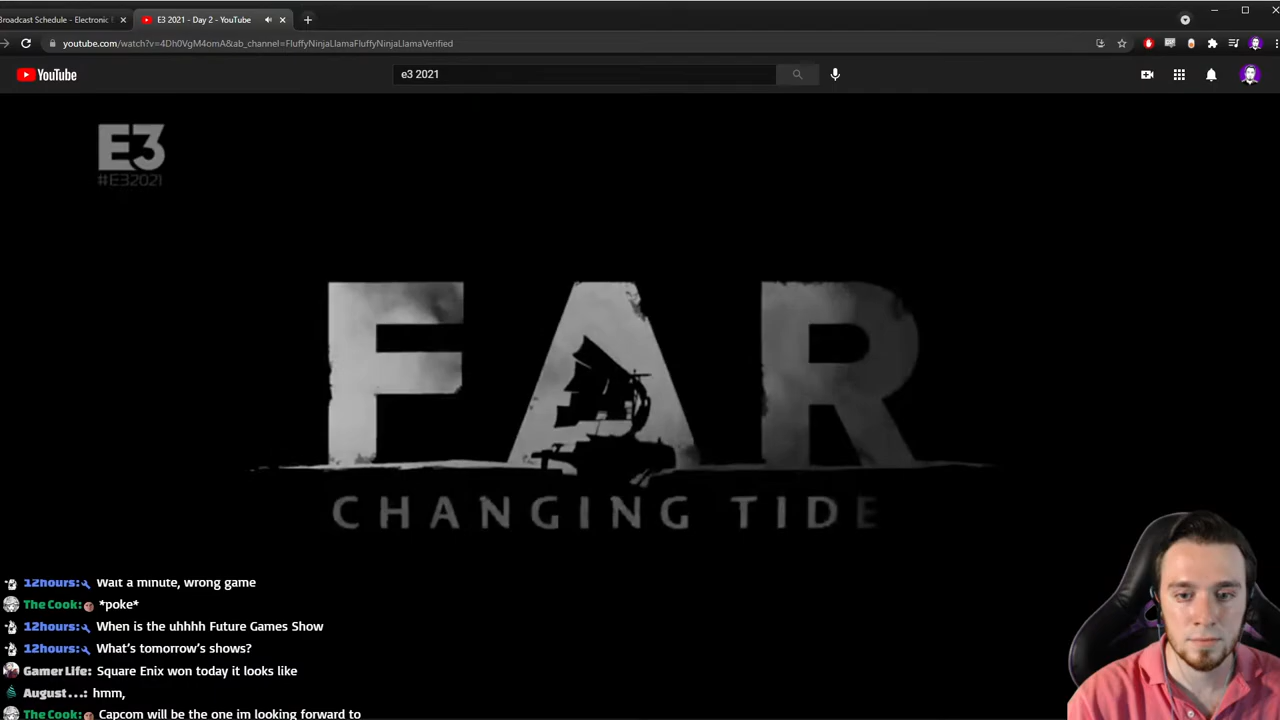 Broadcast Schedule - Electronic E
E3 2021 - Day 2 - YouTube
youtube.com/watch?v=4Dh0VgM4omA&ab_channel=FluffyNinjaLlamaFluffyNinjaLlamaVerified
YouTube
e3 2021
E3
#E32021
FAR
CHANGING TIDE
12hours: Wait a minute, wrong game
The Cook: *poke*
12hours: When is the uhhhh Future Games Show
12hours: What's tomorrow's shows?
Gamer Life: Square Enix won today it looks like
August...: hmm,
The Cook: Capcom will be the one im looking forward to